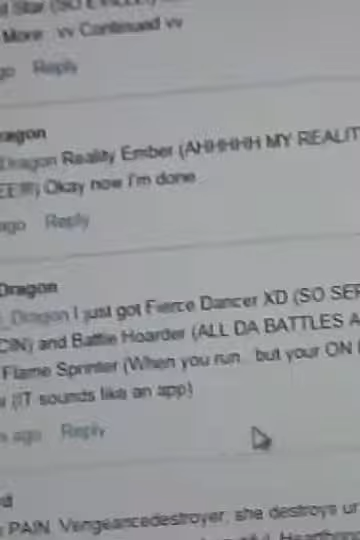 Star (SO
More vv Continued vv
go Reply
ragon
Dragon Reality Ember (AHHHHH MY REALIT
Okay now I'm done
ago Reply
Dragon
Dragon I just got Fierce Dancer XD (SO SER
CIN) and Battle Hoarder (ALL DA BATTLES A
Flame Sprinter (When you run but your ON
(IT sounds like an app)
ago Reply
PAIN. Vengeancedestroyer, she destroys ur